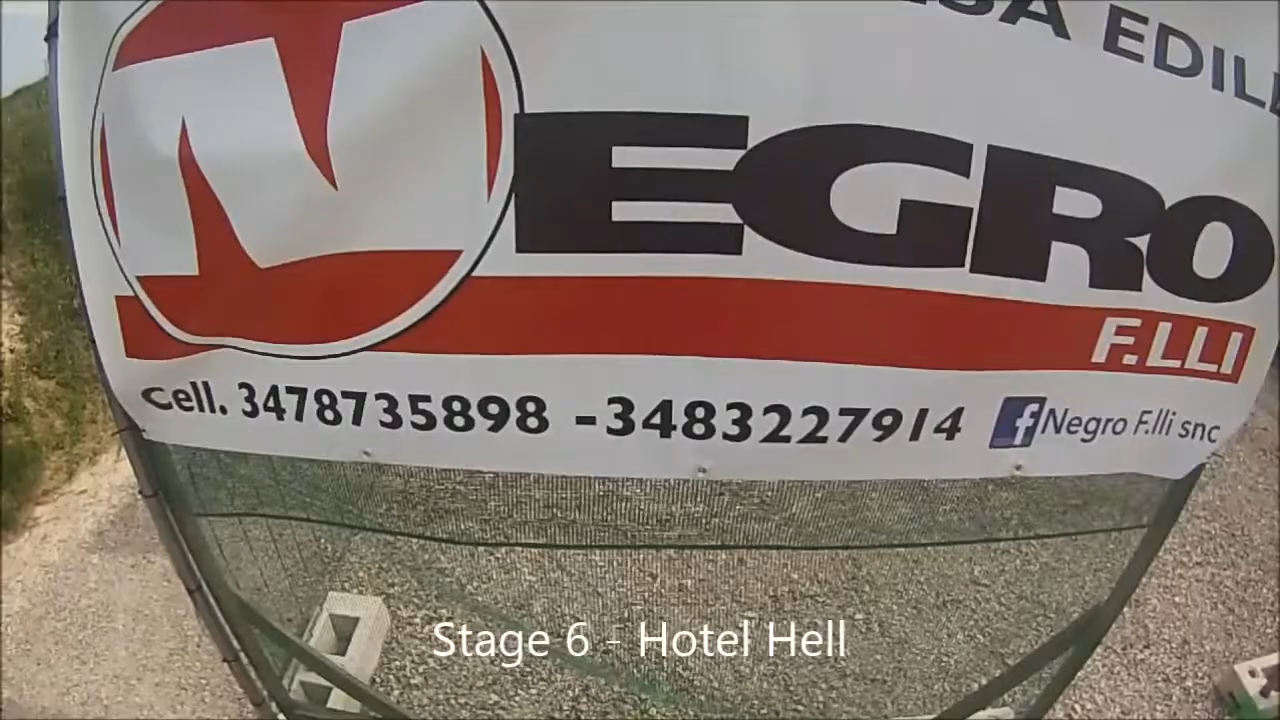 EDIL
NEGRO
F.LLI
Cell. 3478735898 -3483227914
f Negro F.lli snc
Stage 6 - Hotel Hell